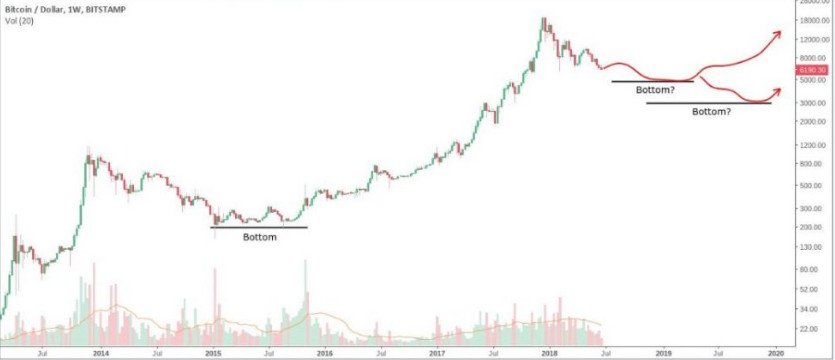 Bitcoin / Dollar, 1W, BITSTAMP
Vol (20)
18000.00
12000.00
8000.00
6190.30
5000.00
3000.00
2000.00
1200.00
800.00
500.00
300.00
200.00
130.00
80.00
52.00
34.00
22.00
Bottom?
Bottom?
Bottom
Jul
2014
Jul
2015
Jul
2016
Jul
2017
Jul
2018
Jul
2019
Jul
2020